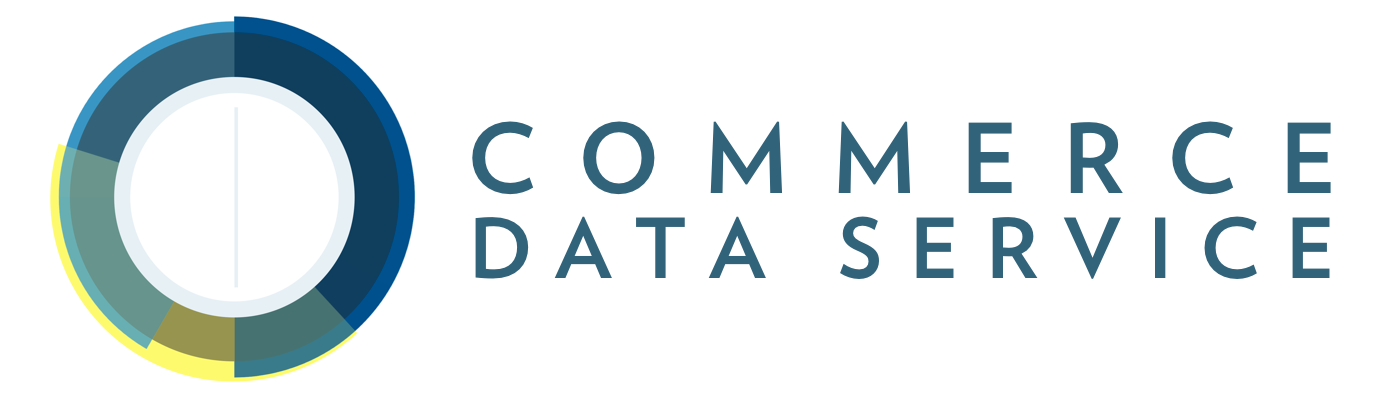 COMMERCE
DATA SERVICE